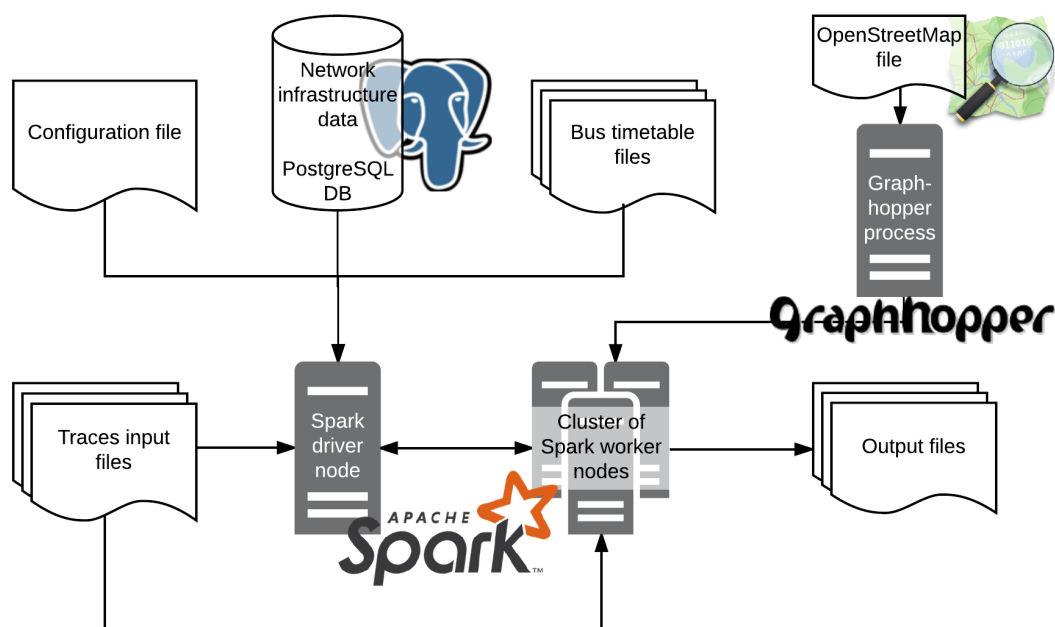 Network
infrastructure
data
PostgreSQL
DB
OpenStreetMap
file
Configuration file
Bus timetable
files
Graph-
hopper
process
graphhopper
Traces input
files
Spark
driver
node
Cluster of
Spark worker
nodes
Output files
APACHE
Spark
TM